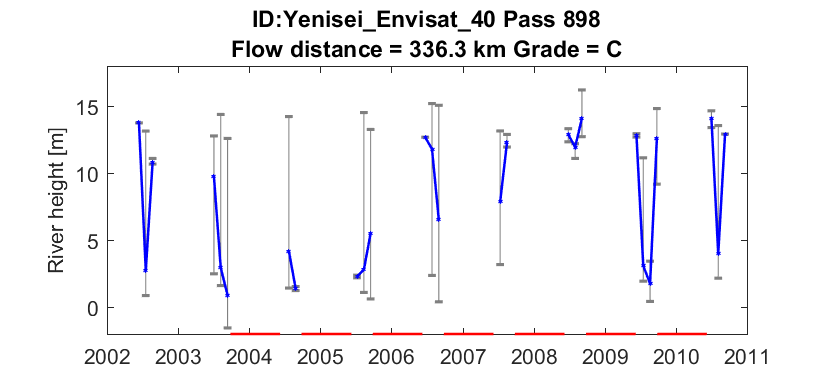 ID:Yenisei_Envisat_40 Pass 898
Flow distance = 336.3 km Grade = C
River height [m]
15
10
5
0
2002 2003 2004 2005 2006 2007 2008 2009 2010 2011